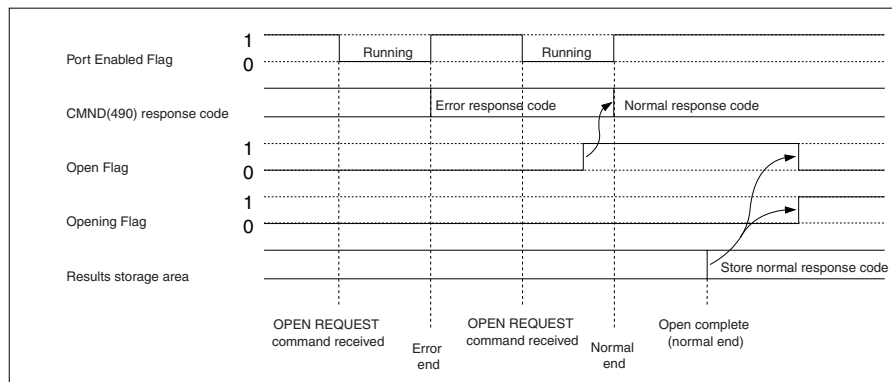 1
Port Enabled Flag
0
Running
Running
CMND(490) response code
Error response code
Normal response code
1
Open Flag
0
1
Opening Flag
0
Results storage area
Store normal response code
OPEN REQUEST
command received
Error
end
OPEN REQUEST
command received
Normal
end
Open complete
(normal end)